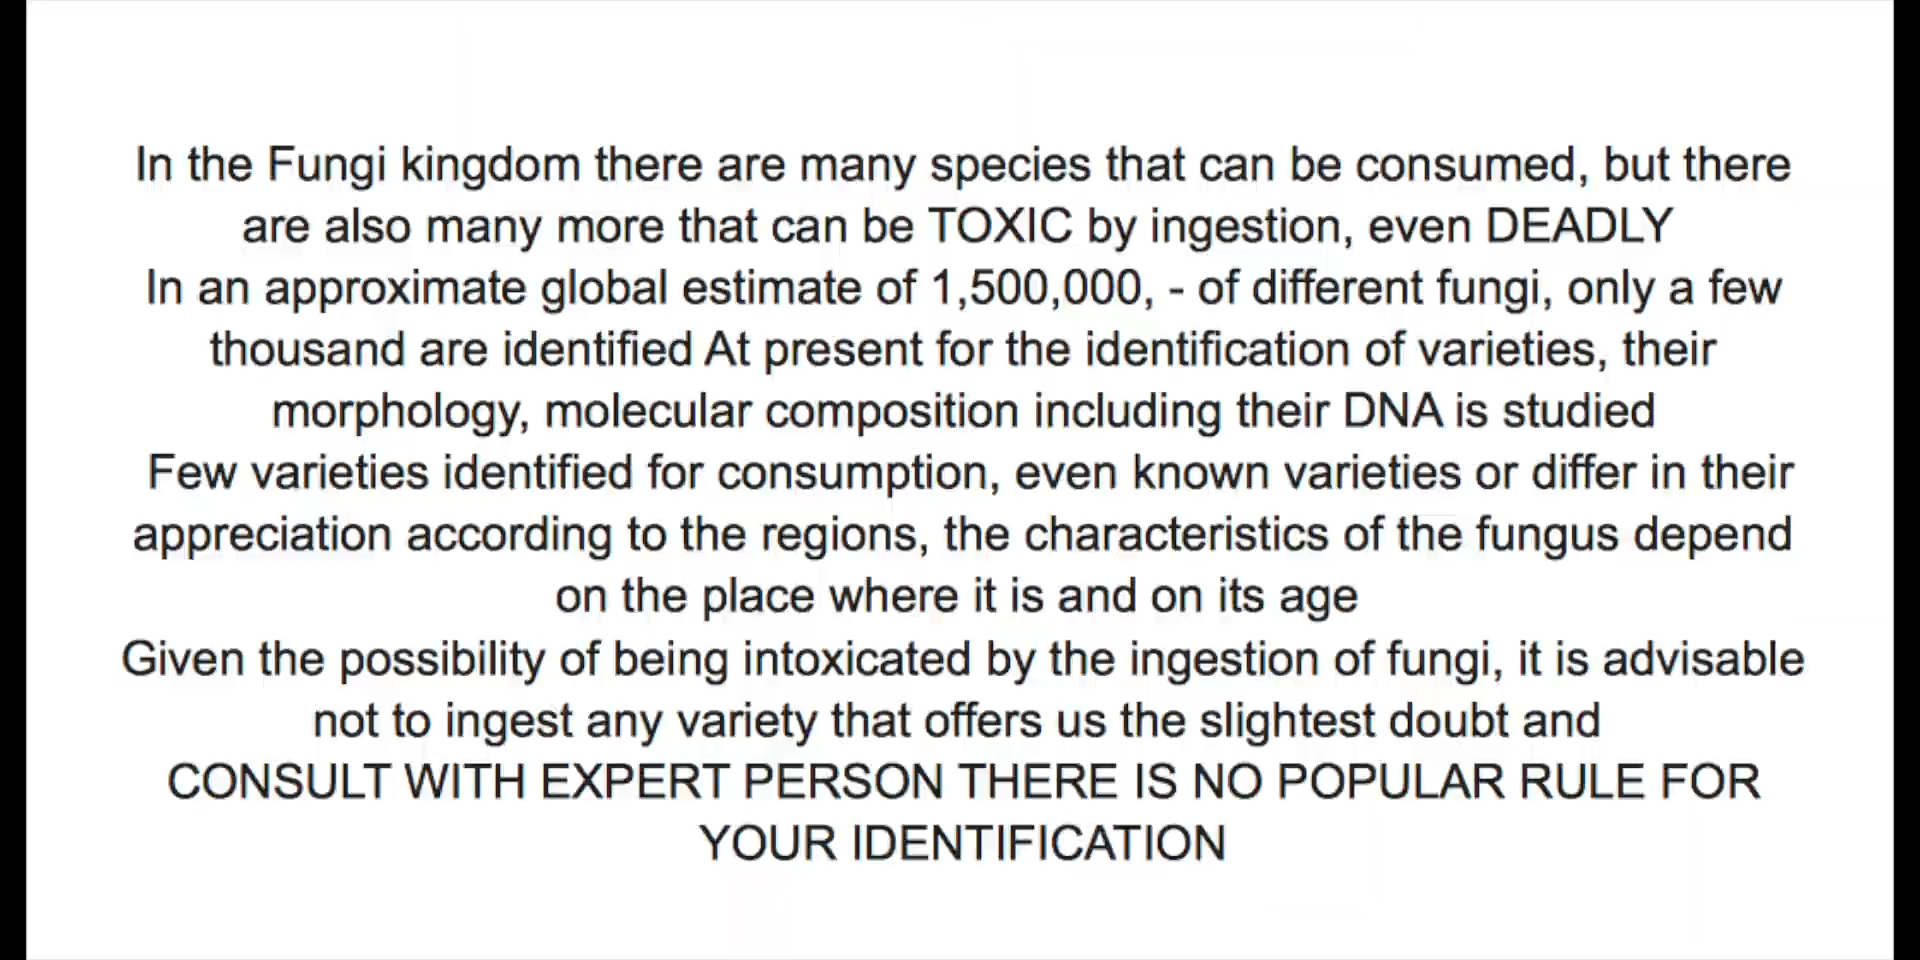 In the Fungi kingdom there are many species that can be consumed, but there
are also many more that can be TOXIC by ingestion, even DEADLY
In an approximate global estimate of 1,500,000, - of different fungi, only a few
thousand are identified At present for the identification of varieties, their
morphology, molecular composition including their DNA is studied
Few varieties identified for consumption, even known varieties or differ in their
appreciation according to the regions, the characteristics of the fungus depend
on the place where it is and on its age
Given the possibility of being intoxicated by the ingestion of fungi, it is advisable
not to ingest any variety that offers us the slightest doubt and
CONSULT WITH EXPERT PERSON THERE IS NO POPULAR RULE FOR
YOUR IDENTIFICATION